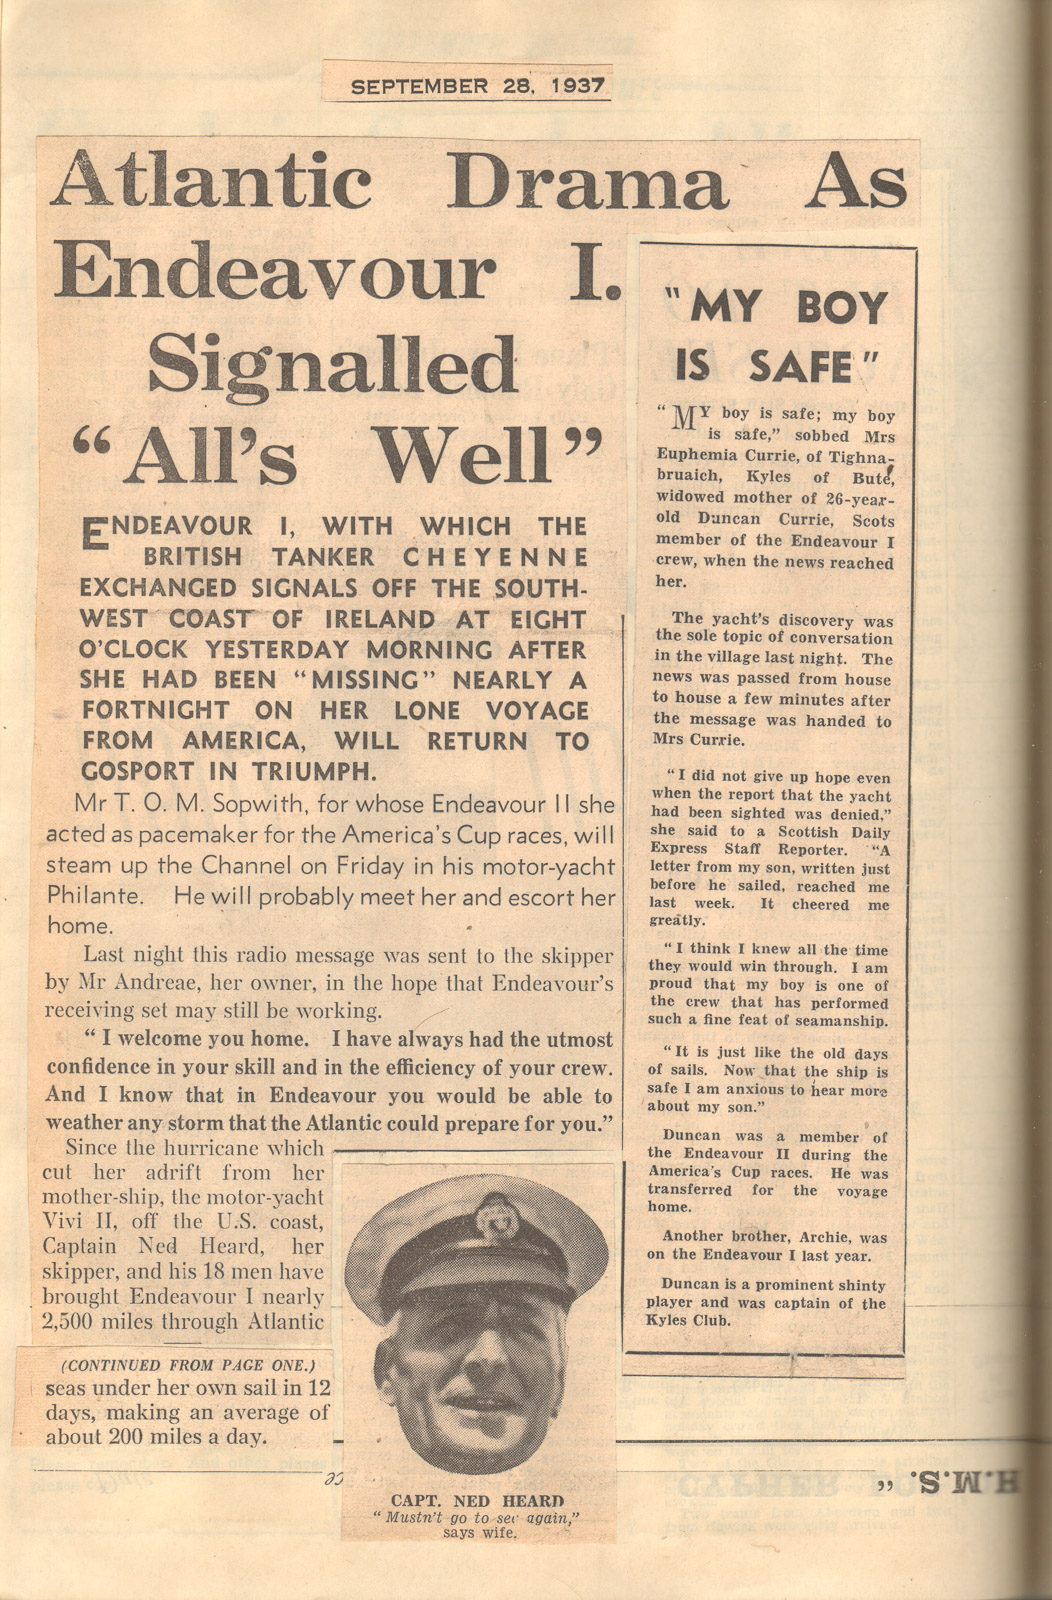 SEPTEMBER 28, 1937
Atlantic Drama As
Endeavour I.
Signalled
“All's Well”
ENDEAVOUR I, WITH WHICH THE
BRITISH TANKER CHEYENNE
EXCHANGED SIGNALS OFF THE SOUTH-
WEST COAST OF IRELAND AT EIGHT
O'CLOCK YESTERDAY MORNING AFTER
SHE HAD BEEN “MISSING” NEARLY A
FORTNIGHT ON HER LONE VOYAGE
FROM AMERICA, WILL RETURN TO
GOSPORT IN TRIUMPH.
Mr T. O. M. Sopwith, for whose Endeavour II she
acted as pacemaker for the America's Cup races, will
steam up the Channel on Friday in his motor-yacht
Philante. He will probably meet her and escort her
home.
Last night this radio message was sent to the skipper
by Mr Andreae, her owner, in the hope that Endeavour's
receiving set may still be working.
“I welcome you home. I have always had the utmost
confidence in your skill and in the efficiency of your crew.
And I know that in Endeavour you would be able to
weather any storm that the Atlantic could prepare for you.”
Since the hurricane which
cut her adrift from her
mother-ship, the motor-yacht
Vivi II, off the U.S. coast,
Captain Ned Heard, her
skipper, and his 18 men have
brought Endeavour I nearly
2,500 miles through Atlantic
(CONTINUED FROM PAGE ONE.)
seas under her own sail in 12
days, making an average of
about 200 miles a day.
CAPT. NED HEARD
“Mustn't go to sea again,”
says wife.
“MY BOY
IS SAFE”
“MY boy is safe; my boy
is safe,” sobbed Mrs
Euphemia Currie, of Tighna-
bruaich, Kyles of Bute,
widowed mother of 26-year-
old Duncan Currie, Scots
member of the Endeavour I
crew, when the news reached
her.
The yacht's discovery was
the sole topic of conversation
in the village last night. The
news was passed from house
to house a few minutes after
the message was handed to
Mrs Currie.
“I did not give up hope even
when the report that the yacht
had been sighted was denied,”
she said to a Scottish Daily
Express Staff Reporter. “A
letter from my son, written just
before he sailed, reached me
last week. It cheered me
greatly.
“I think I knew all the time
they would win through. I am
proud that my boy is one of
the crew that has performed
such a fine feat of seamanship.
“It is just like the old days
of sails. Now that the ship is
safe I am anxious to hear more
about my son.”
Duncan was a member of
the Endeavour II during the
America's Cup races. He was
transferred for the voyage
home.
Another brother, Archie, was
on the Endeavour I last year.
Duncan is a prominent shinty
player and was captain of the
Kyles Club.
H.M.S. “